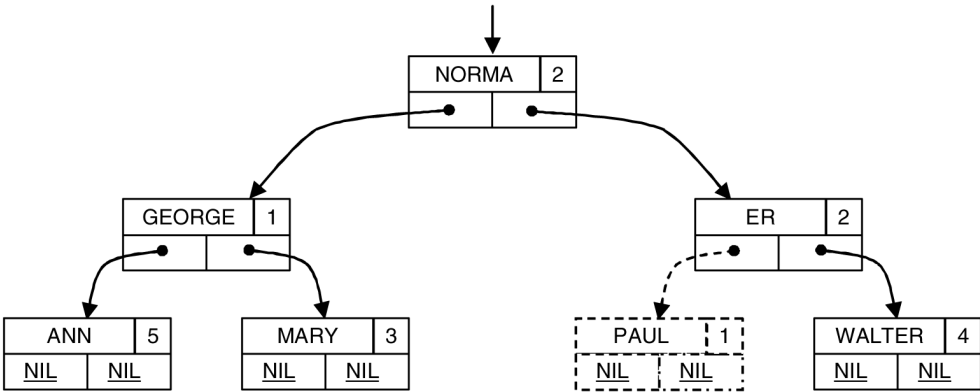 NORMA 2
GEORGE 1
ER 2
ANN 5
MARY 3
PAUL 1
WALTER 4
NIL NIL
NIL NIL
NIL NIL
NIL NIL